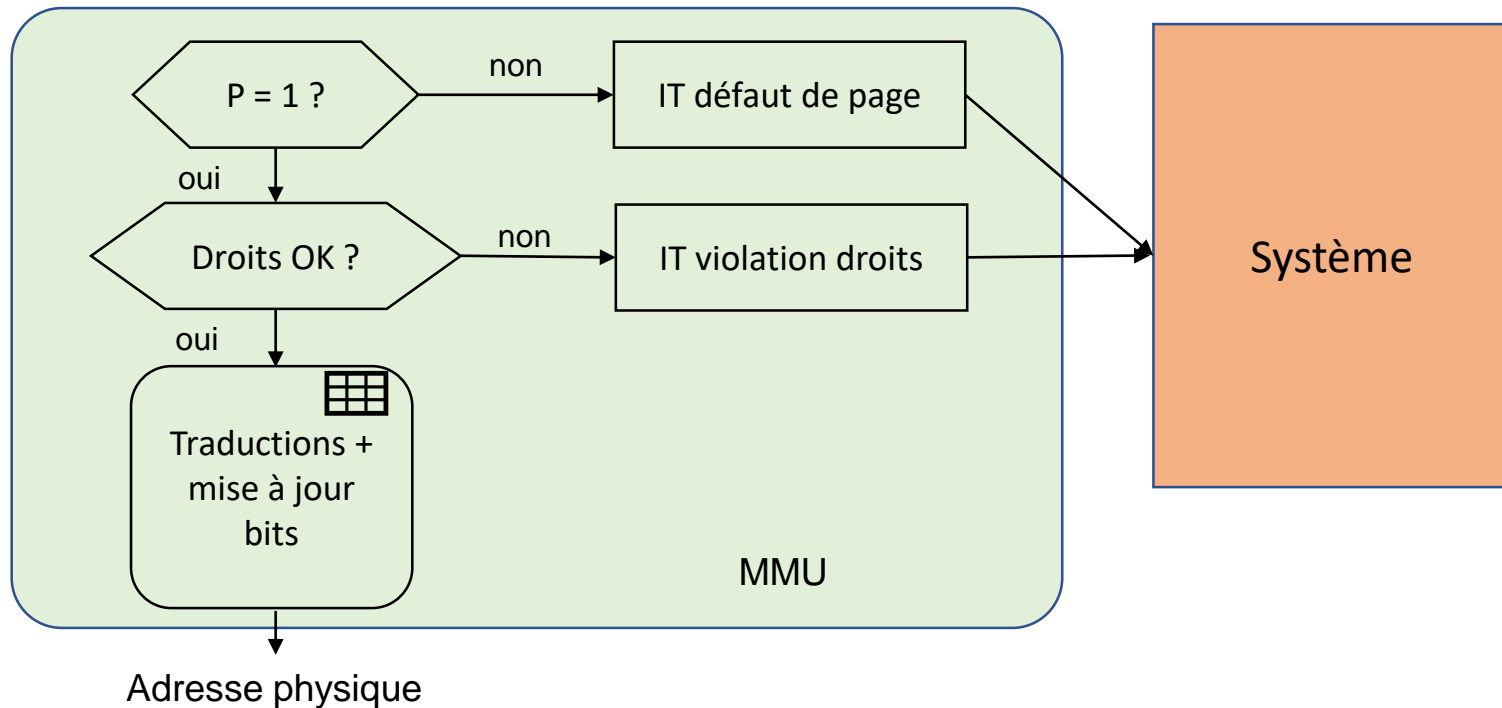 P = 1 ?
non
IT défaut de page
oui
Droits OK ?
non
IT violation droits
Système
oui
Traductions +
mise à jour
bits
MMU
Adresse physique